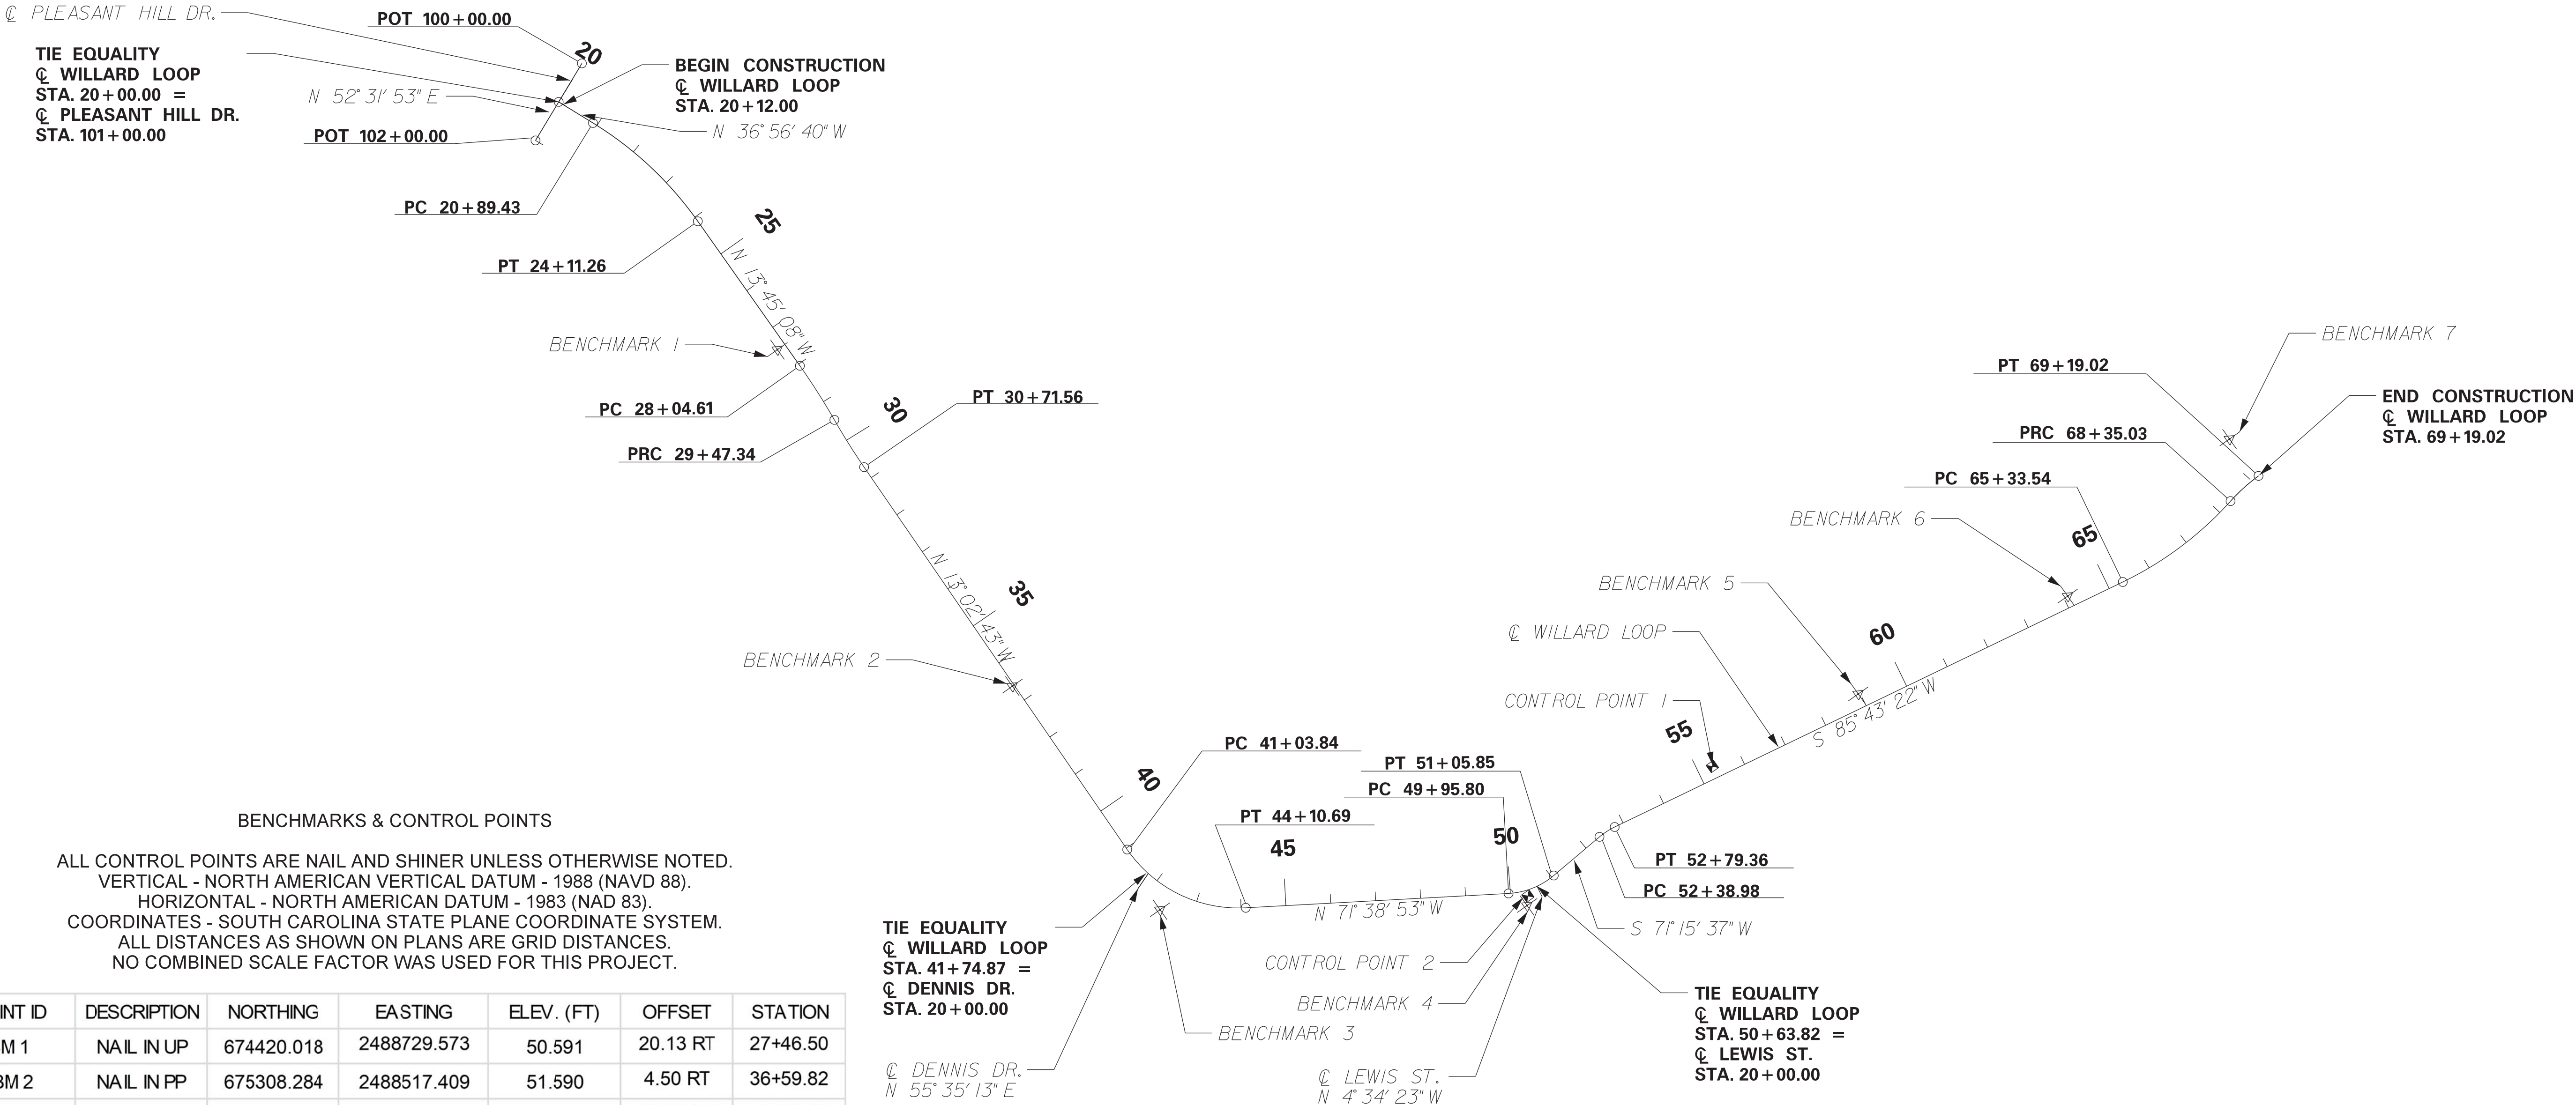 ℄ PLEASANT HILL DR.
POT 100+00.00
20
TIE EQUALITY
℄ WILLARD LOOP
STA. 20+00.00 =
℄ PLEASANT HILL DR.
STA. 101+00.00
BEGIN CONSTRUCTION
℄ WILLARD LOOP
STA. 20+12.00
N 52° 31' 53" E
POT 102+00.00
N 36° 56' 40" W
PC 20+89.43
25
PT 24+11.26
N 13° 45' 08" W
BENCHMARK 1
PC 28+04.61
30
PT 30+71.56
PRC 29+47.34
35
N 13° 02' 43" W
BENCHMARK 2
40
PC 41+03.84
PT 44+10.69
45
PT 51+05.85
PC 49+95.80
50
N 71° 38' 53" W
BENCHMARK 7
PT 69+19.02
END CONSTRUCTION
℄ WILLARD LOOP
STA. 69+19.02
PRC 68+35.03
PC 65+33.54
BENCHMARK 6
65
BENCHMARK 5
60
℄ WILLARD LOOP
CONTROL POINT 1
55
S 85° 43' 22" W
PT 52+79.36
PC 52+38.98
S 71° 15' 37" W
TIE EQUALITY
℄ WILLARD LOOP
STA. 41+74.87 =
℄ DENNIS DR.
STA. 20+00.00
CONTROL POINT 2
BENCHMARK 4
BENCHMARK 3
℄ DENNIS DR.
N 55° 35' 13" E
℄ LEWIS ST.
N 4° 34' 23" W
TIE EQUALITY
℄ WILLARD LOOP
STA. 50+63.82 =
℄ LEWIS ST.
STA. 20+00.00
BENCHMARKS & CONTROL POINTS
ALL CONTROL POINTS ARE NAIL AND SHINER UNLESS OTHERWISE NOTED.
VERTICAL - NORTH AMERICAN VERTICAL DATUM - 1988 (NAVD 88).
HORIZONTAL - NORTH AMERICAN DATUM - 1983 (NAD 83).
COORDINATES - SOUTH CAROLINA STATE PLANE COORDINATE SYSTEM.
ALL DISTANCES AS SHOWN ON PLANS ARE GRID DISTANCES.
NO COMBINED SCALE FACTOR WAS USED FOR THIS PROJECT.
INT ID DESCRIPTION NORTHING EASTING ELEV. (FT) OFFSET STATION
M 1 NAIL IN UP 674420.018 2488729.573 50.591 20.13 RT 27+46.50
BM 2 NAIL IN PP 675308.284 2488517.409 51.590 4.50 RT 36+59.82